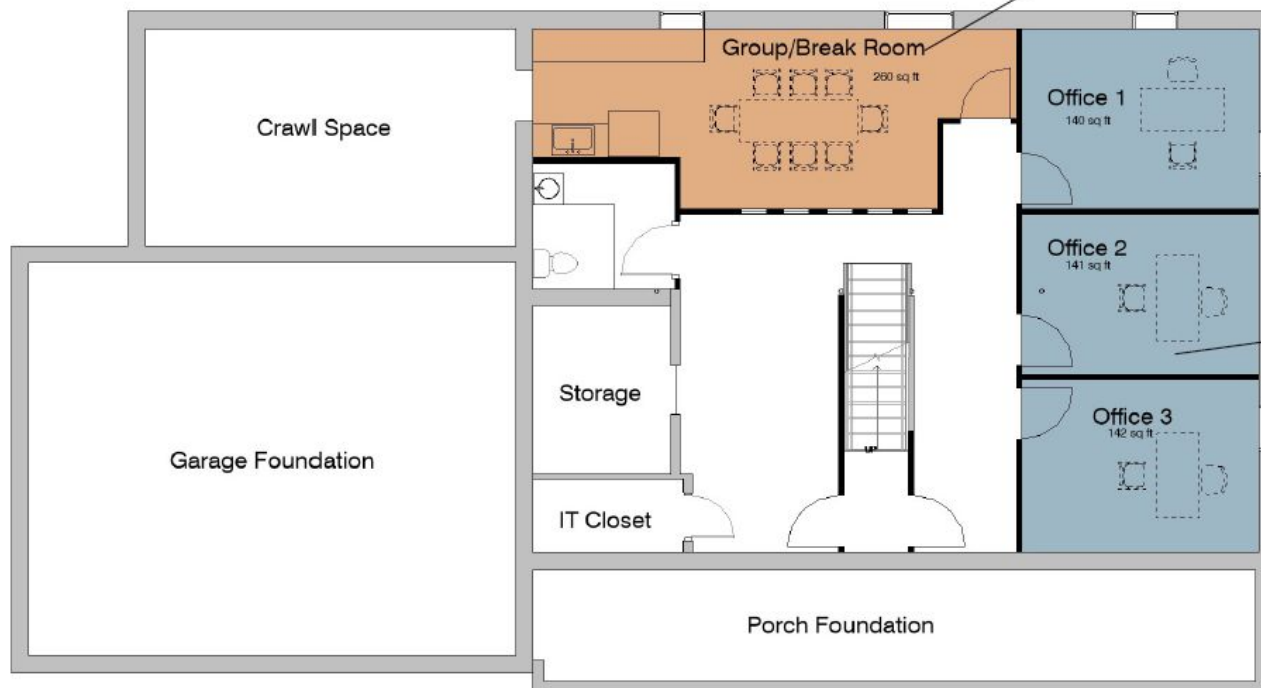 Group/Break Room
260 sq ft
Office 1
140 sq ft
Crawl Space
Office 2
141 sq ft
Storage
Office 3
142 sq ft
Garage Foundation
UP
IT Closet
Porch Foundation